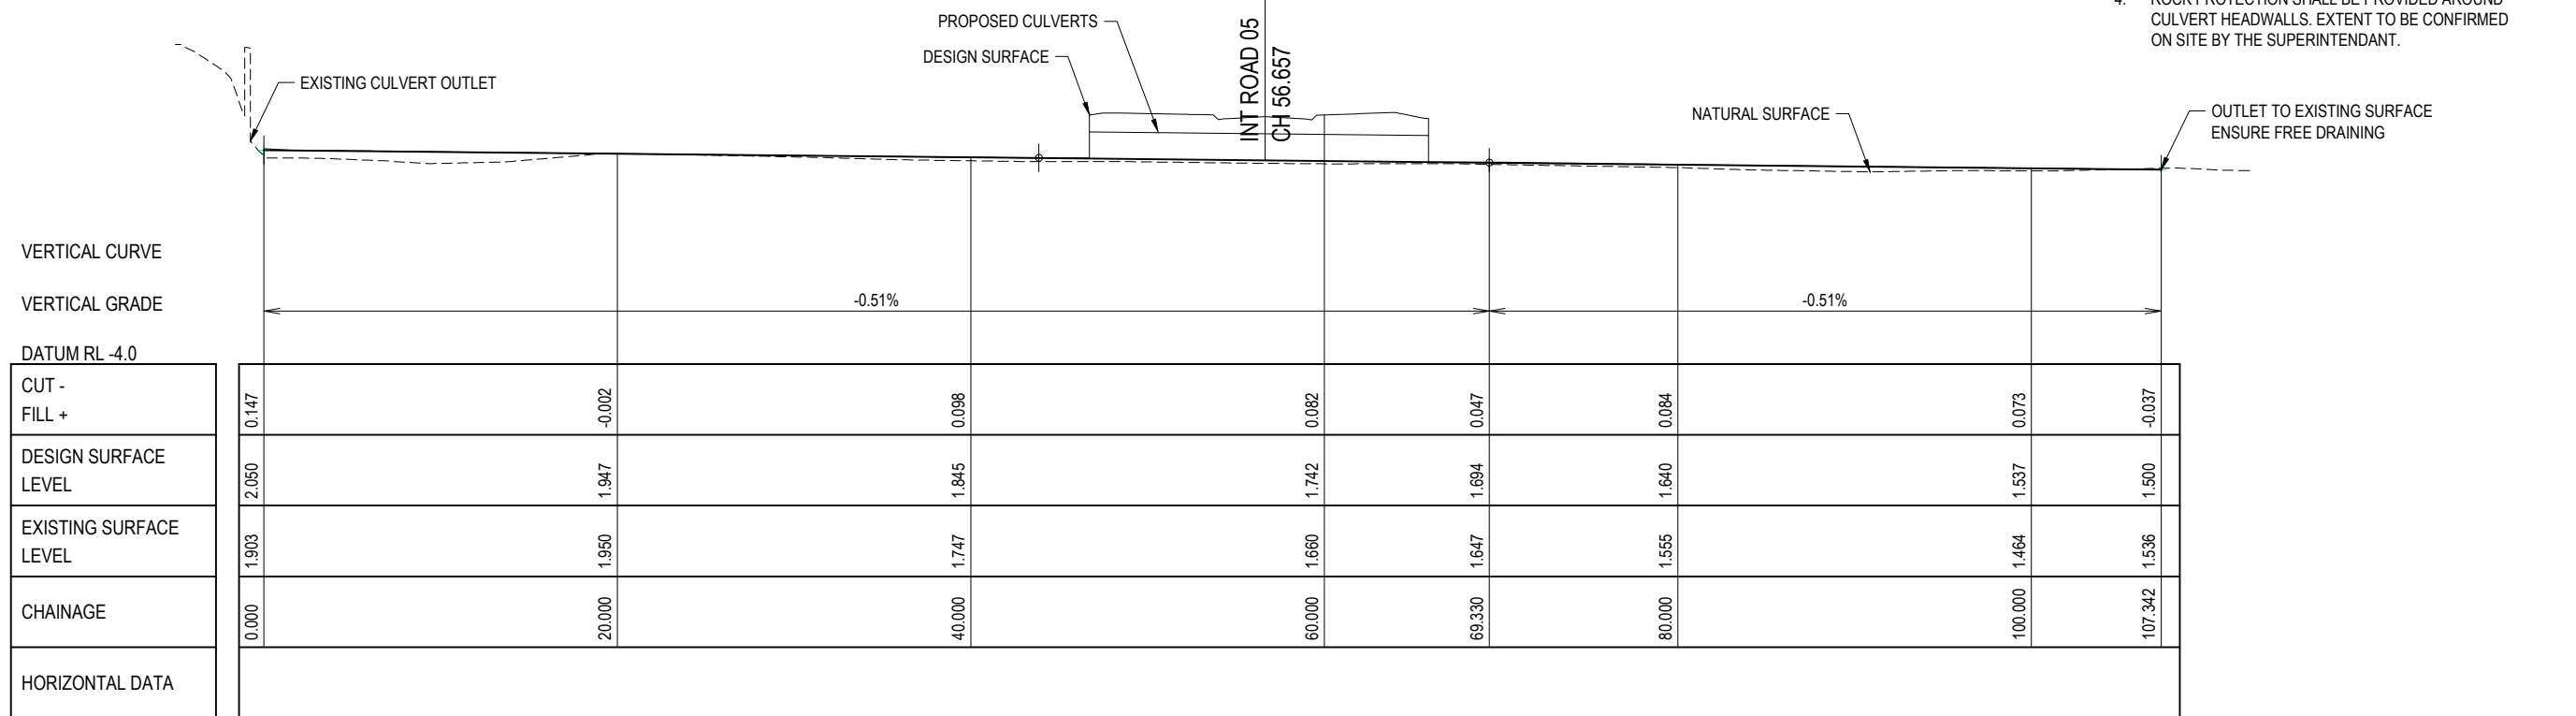 4. ROCK PROTECTION SHALL BE PROVIDED AROUND
CULVERT HEADWALLS. EXTENT TO BE CONFIRMED
ON SITE BY THE SUPERINTENDANT.
PROPOSED CULVERTS
DESIGN SURFACE
INT ROAD 05
CH 56.657
EXISTING CULVERT OUTLET
NATURAL SURFACE
OUTLET TO EXISTING SURFACE
ENSURE FREE DRAINING
VERTICAL CURVE
VERTICAL GRADE
-0.51%
-0.51%
DATUM RL -4.0
CUT -
FILL +
0.147 -0.002 0.098 0.082 0.047 0.084 0.073 -0.037
DESIGN SURFACE
LEVEL
2.050 1.947 1.845 1.742 1.694 1.640 1.537 1.500
EXISTING SURFACE
LEVEL
1.903 1.950 1.747 1.660 1.647 1.555 1.464 1.536
CHAINAGE
0.000 20.000 40.000 60.000 69.330 80.000 100.000 107.342
HORIZONTAL DATA